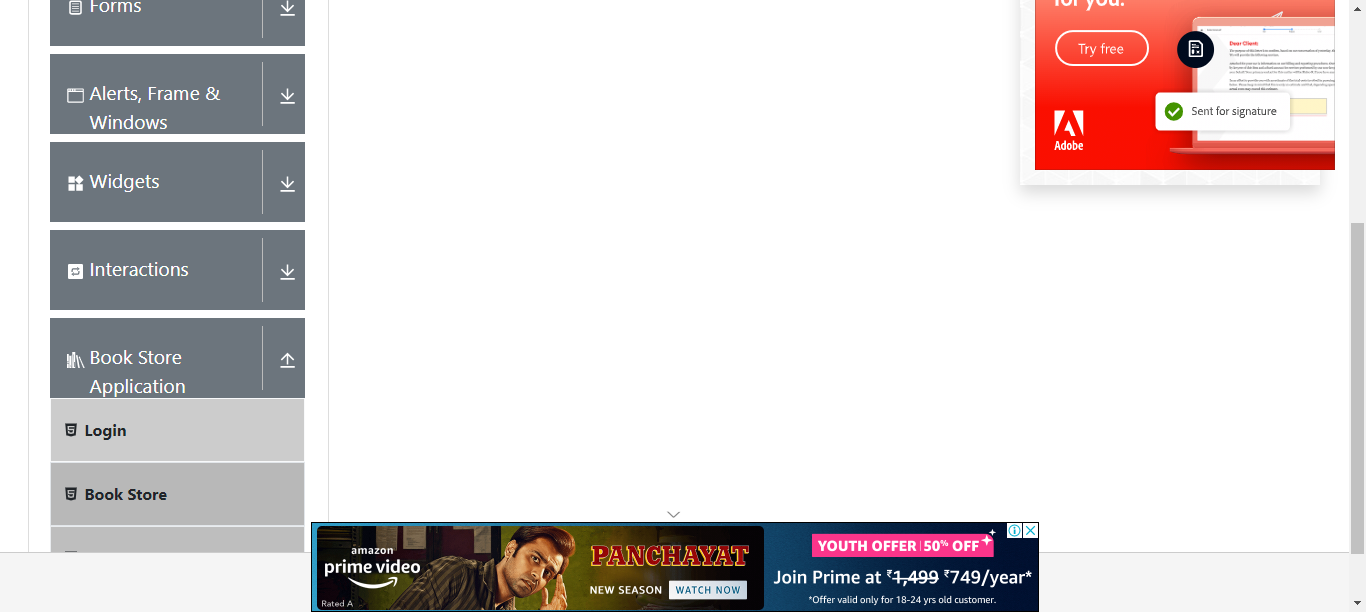 Forms
Alerts, Frame &
Windows
Widgets
Interactions
Book Store
Application
Login
Book Store
for you.
Try free
Dear Client:
Sent for signature
Adobe
amazon
prime video
Rated A
PANCHAYAT
NEW SEASON WATCH NOW
YOUTH OFFER | 50% OFF
Join Prime at ₹1,499 ₹749/year*
*Offer valid only for 18-24 yrs old customer.